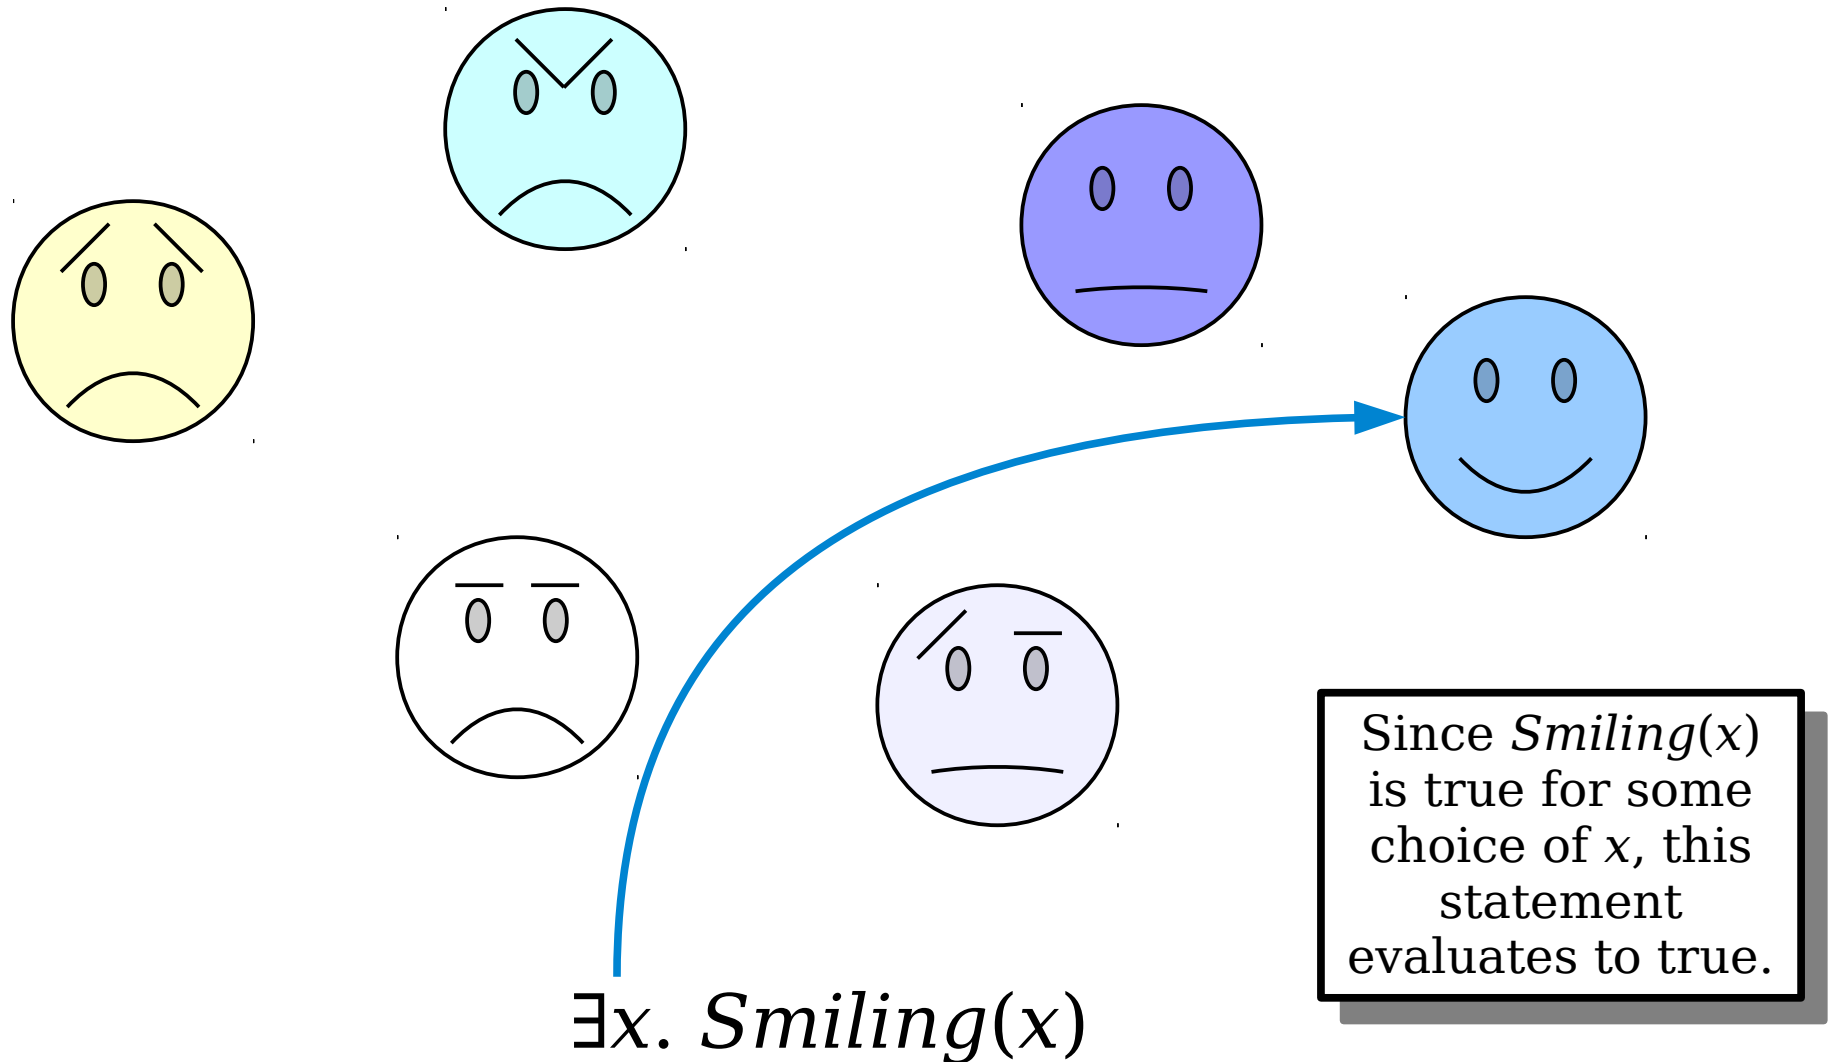 Since Smiling(x)
is true for some
choice of x, this
statement
evaluates to true.
∃x. Smiling(x)